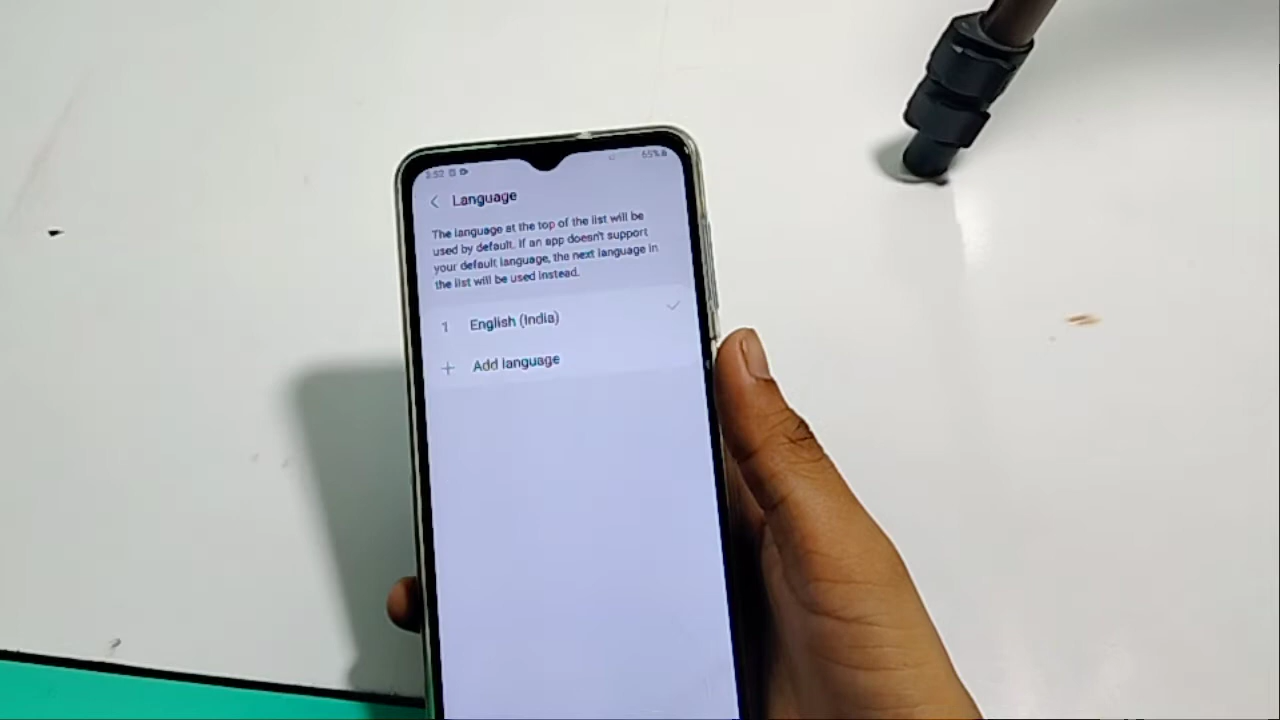 65%
Language
The language at the top of the list will be
used by default. If an app doesn't support
your default language, the next language in
the list will be used instead.
1 English (India)
+ Add language